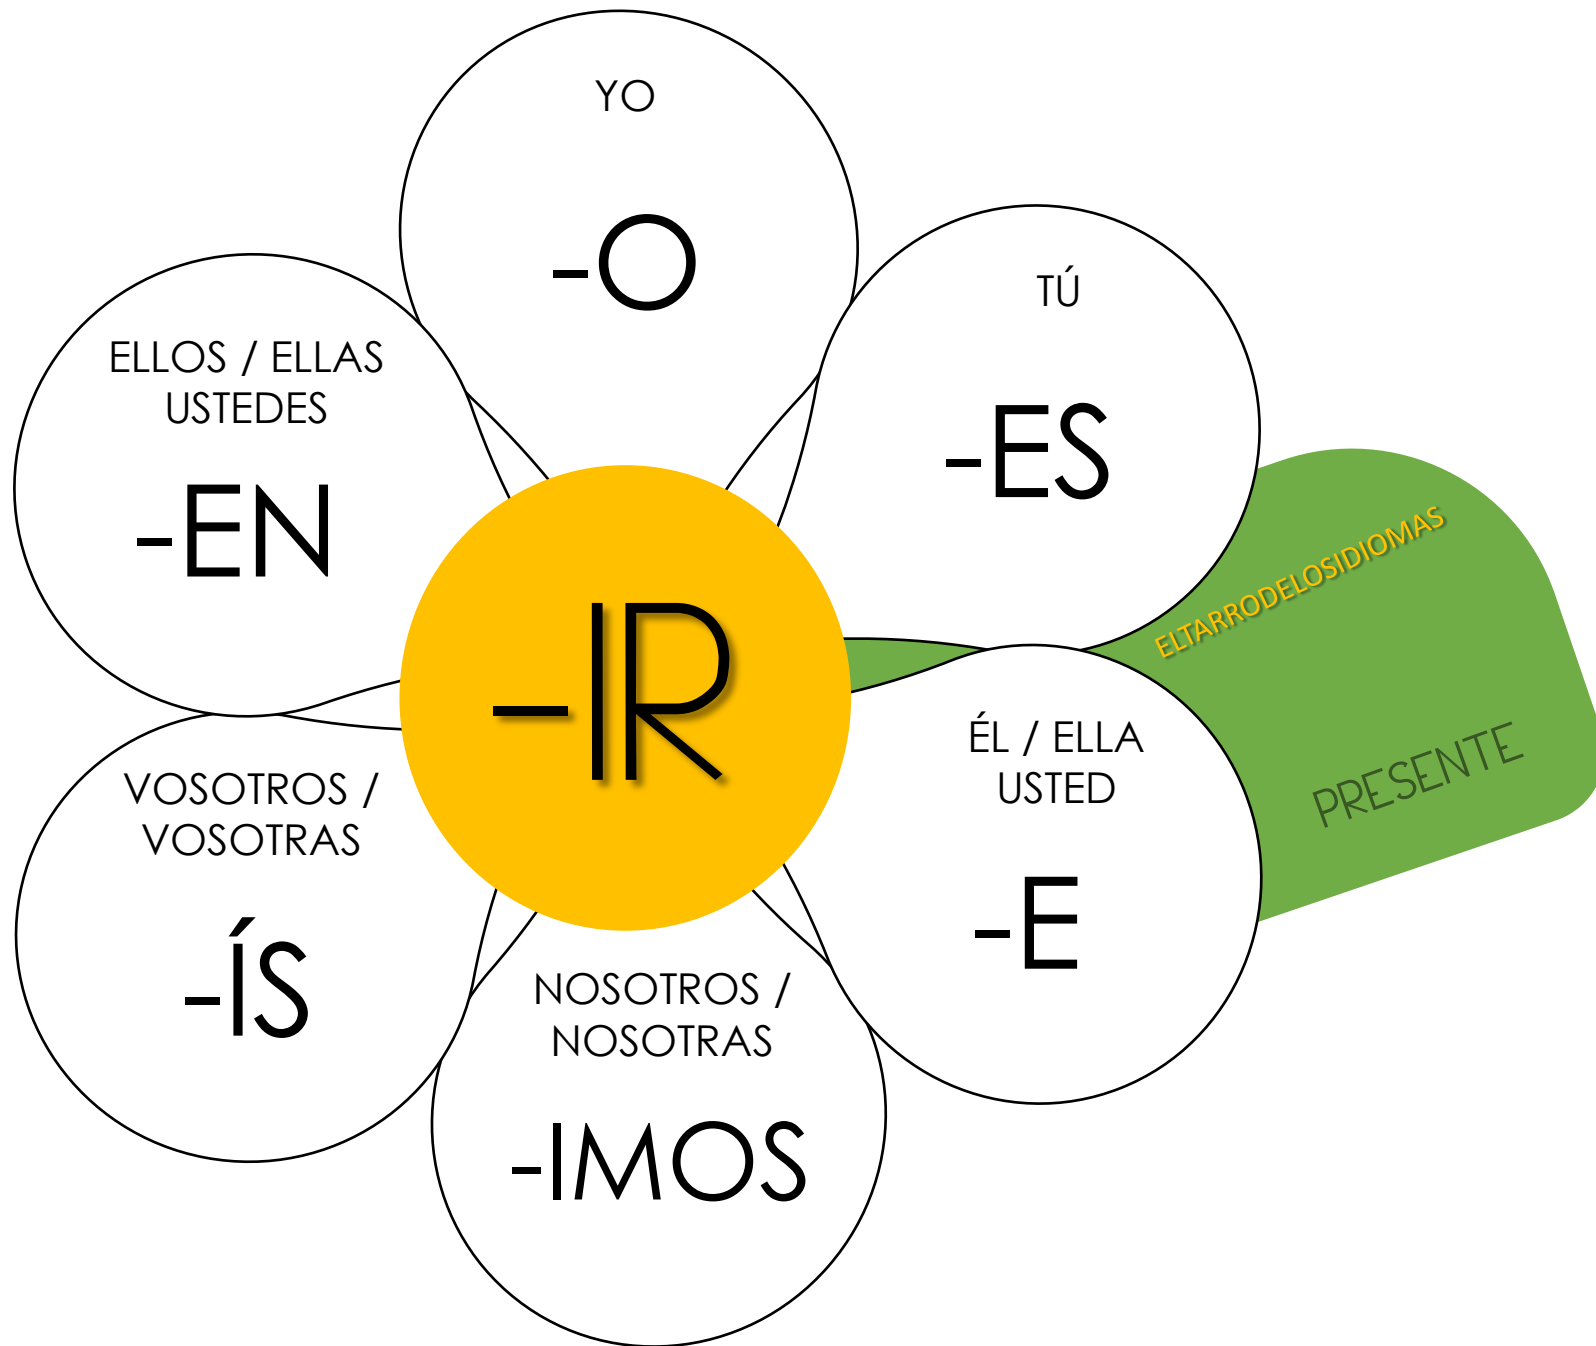 YO
-O
TÚ
-ES
ÉL / ELLA
USTED
-E
NOSOTROS /
NOSOTRAS
-IMOS
VOSOTROS /
VOSOTRAS
-ÍS
ELLOS / ELLAS
USTEDES
-EN
-IR
ELTARRODELOSIDIOMAS
PRESENTE